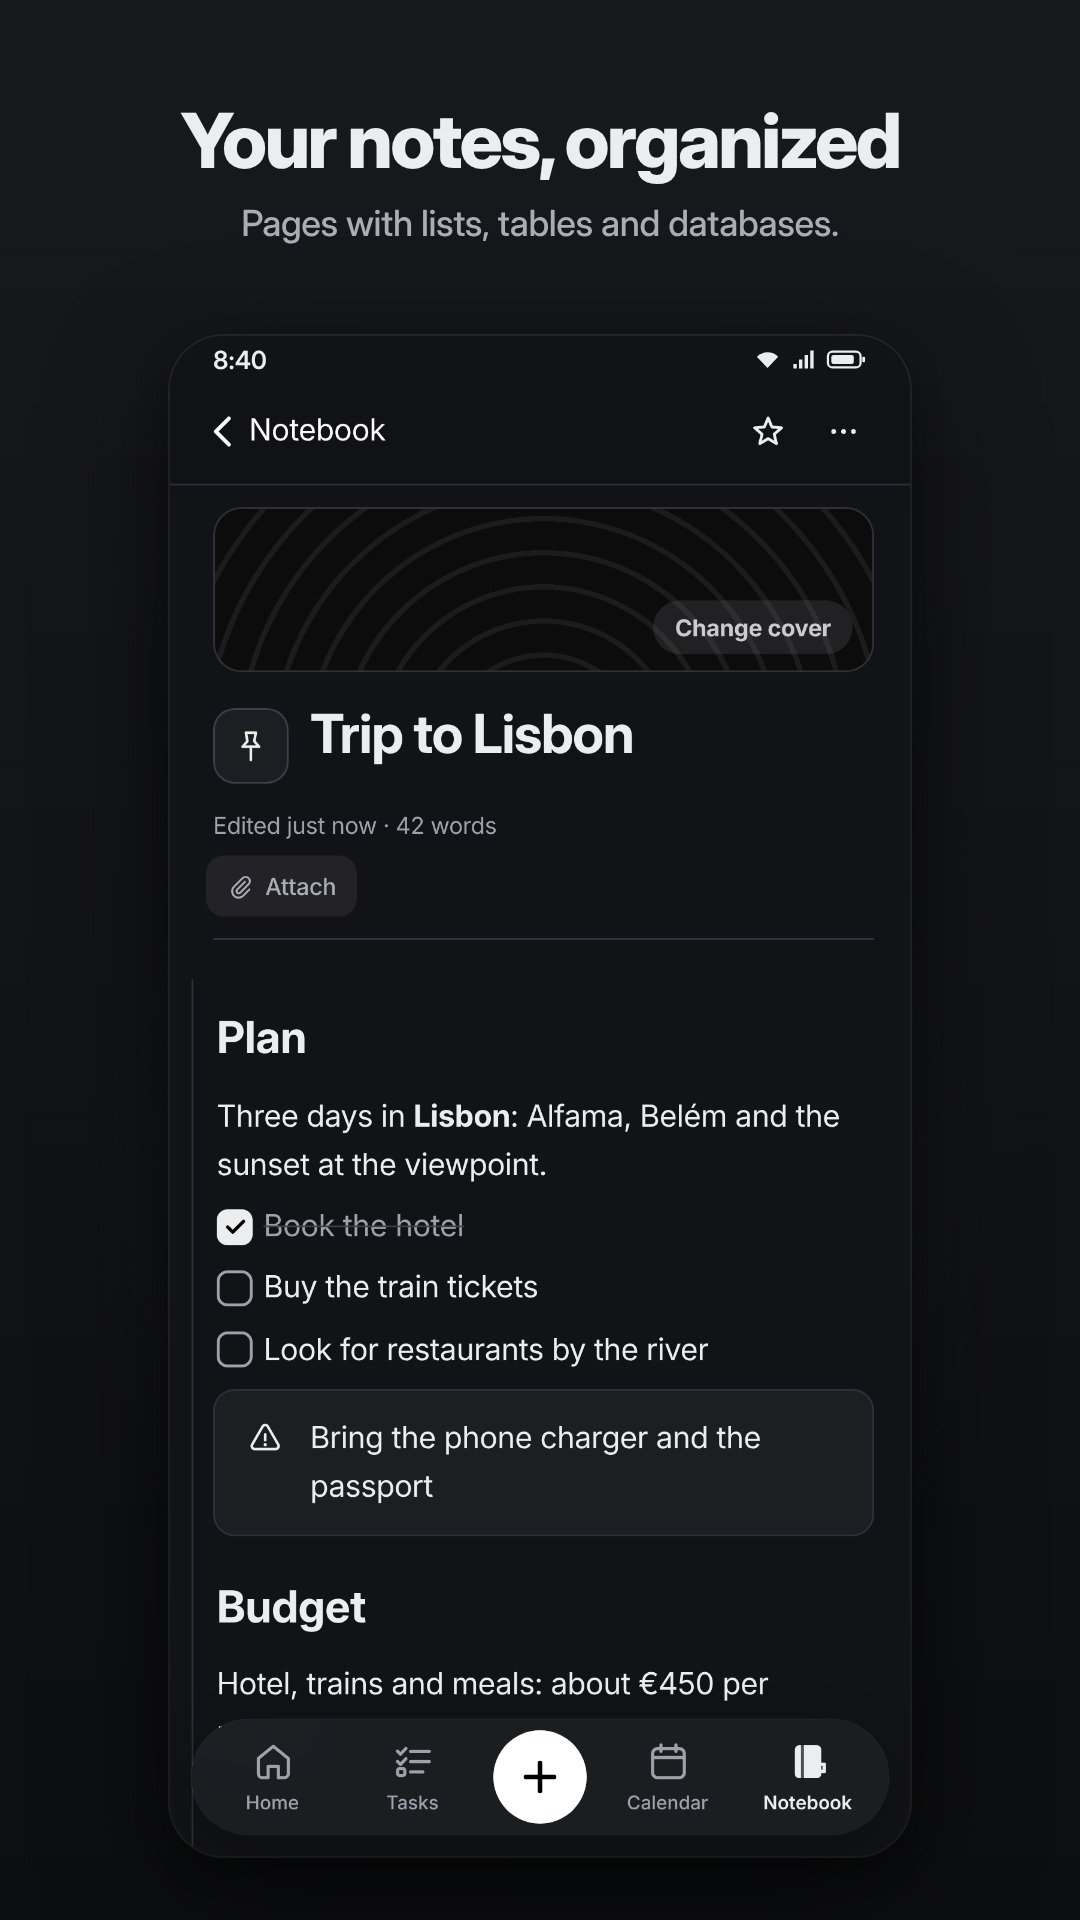 Your notes, organized
Pages with lists, tables and databases.
8:40
Notebook
Change cover
Trip to Lisbon
Edited just now · 42 words
Attach
Plan
Three days in Lisbon: Alfama, Belém and the
sunset at the viewpoint.
Book the hotel
Buy the train tickets
Look for restaurants by the river
Bring the phone charger and the
passport
Budget
Hotel, trains and meals: about €450 per
Home
Tasks
Calendar
Notebook